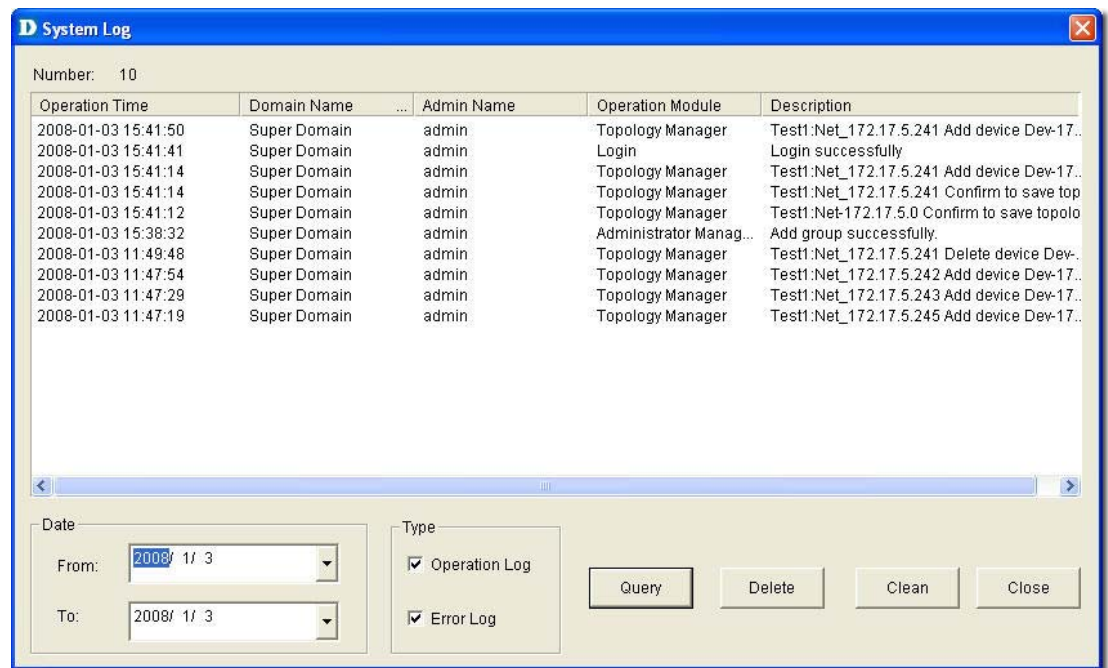 D System Log
Number: 10
Operation Time Domain Name ... Admin Name Operation Module Description
2008-01-03 15:41:50 Super Domain admin Topology Manager Test1:Net_172.17.5.241 Add device Dev-17..
2008-01-03 15:41:41 Super Domain admin Login Login successfully
2008-01-03 15:41:14 Super Domain admin Topology Manager Test1:Net_172.17.5.241 Add device Dev-17..
2008-01-03 15:41:14 Super Domain admin Topology Manager Test1:Net_172.17.5.241 Confirm to save top
2008-01-03 15:41:12 Super Domain admin Topology Manager Test1:Net-172.17.5.0 Confirm to save topolo
2008-01-03 15:38:32 Super Domain admin Administrator Manag... Add group successfully.
2008-01-03 11:49:48 Super Domain admin Topology Manager Test1:Net_172.17.5.241 Delete device Dev-.
2008-01-03 11:47:54 Super Domain admin Topology Manager Test1:Net_172.17.5.242 Add device Dev-17..
2008-01-03 11:47:29 Super Domain admin Topology Manager Test1:Net_172.17.5.243 Add device Dev-17..
2008-01-03 11:47:19 Super Domain admin Topology Manager Test1:Net_172.17.5.245 Add device Dev-17..
Date
From: 2008/ 1/ 3
To: 2008/ 1/ 3
Type
Operation Log
Error Log
Query Delete Clean Close